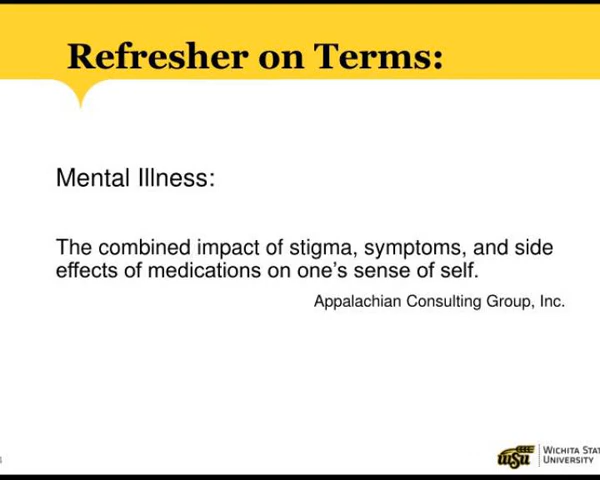 Refresher on Terms:
Mental Illness:
The combined impact of stigma, symptoms, and side
effects of medications on one’s sense of self.
Appalachian Consulting Group, Inc.
WSU
WICHITA STAT
UNIVERSITY